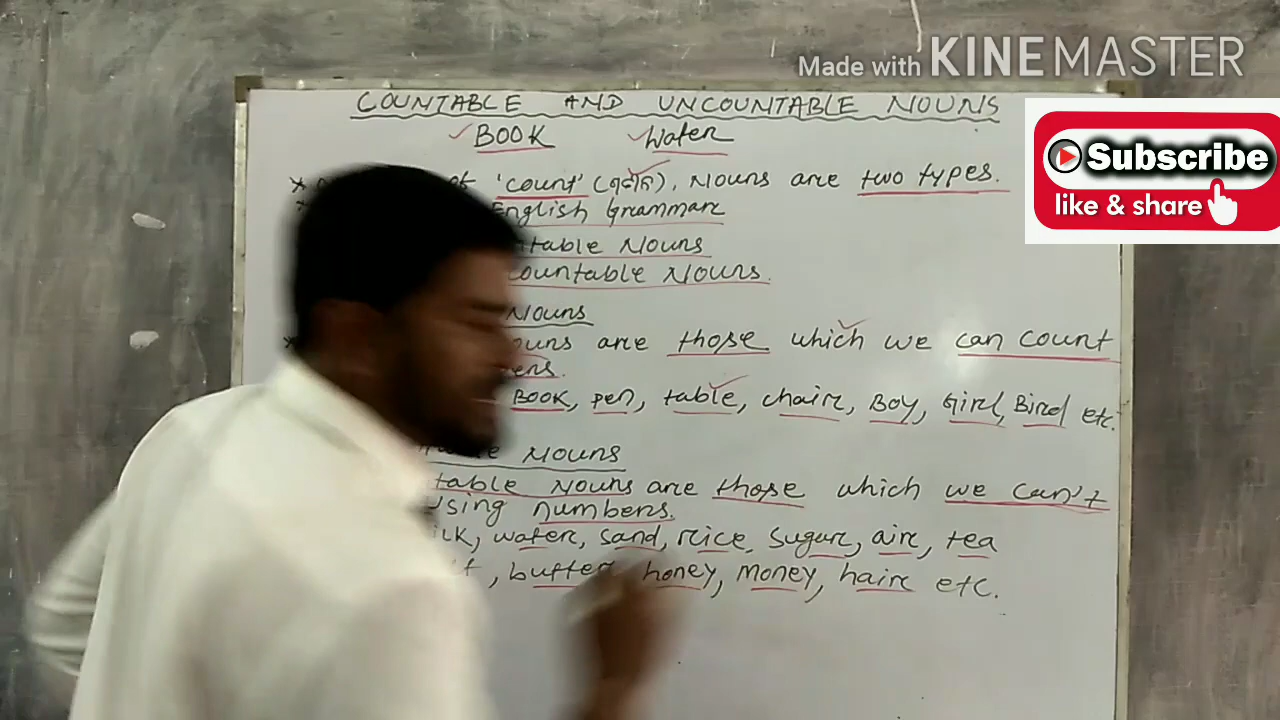 Made with KINEMASTER
COUNTABLE AND UNCOUNTABLE NOUNS
BOOK Water
Subscribe
like & share
of 'count' ( ), Nouns are two types.
English Grammar
table Nouns
countable Nouns.
Nouns
ouns are those which we can count
ers.
BOOK, pen, table, chair, Boy, Girl, Bird etc.
Nouns
table Nouns are those which we can't
using numbers.
ilk, water, sand, rice, sugar, air, tea
, butter honey, money, hair etc.